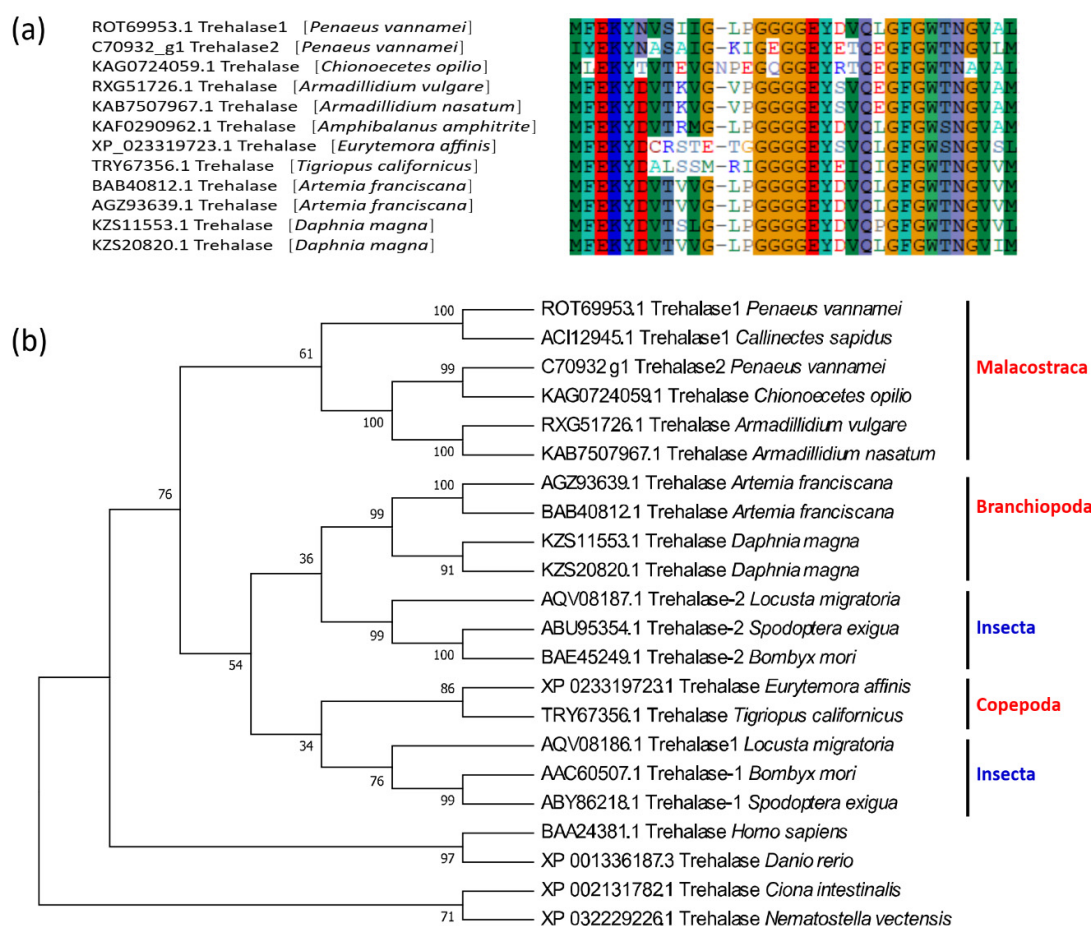 (a)
ROT69953.1 Trehalase1 [Penaeus vannamei] MFEKYNVSIIG-LPGGGGEYDVQEGFGWTNGVAL
C70932_g1 Trehalase2 [Penaeus vannamei] IYEKYNASAIG-KIGEGGEYETQEGFGWTNGVLM
KAG0724059.1 Trehalase [Chionoecetes opilio] MLEKYTVTEVGNPEGQGGEYRTQEGFGWTNAVAL
RXG51726.1 Trehalase [Armadillidium vulgare] MFEKYDVTKVG-VPGGGGEYSVQEGFGWTNGVAL
KAB7507967.1 Trehalase [Armadillidium nasatum] MFEKYDVTKVG-VPGGGGEYSVQEGFGWTNGVAL
KAF0290962.1 Trehalase [Amphibalanus amphitrite] MFEKYDVTRMG-LPGGGGEYDVQLGFGWSNGVAL
XP_023319723.1 Trehalase [Eurytemora affinis] MFEKYDCRSTE-TGGGGGEYDVQLGFGWSNGVSL
TRY67356.1 Trehalase [Tigriopus californicus] MFEKYDALSSM-RIGGGGEYEVQIGFGWTNGVVM
BAB40812.1 Trehalase [Artemia franciscana] MFEKYDVTVVG-LPGGGGEYDVQLGFGWTNGVVM
AGZ93639.1 Trehalase [Artemia franciscana] MFEKYDVTVVG-LPGGGGEYDVQLGFGWTNGVVM
KZS11553.1 Trehalase [Daphnia magna] MFEKYDVTSLG-LPGGGGEYDVQPGFGWTNGVVL
KZS20820.1 Trehalase [Daphnia magna] MFEKYDVTVVG-LPGGGGEYDVQLGFGWTNGVIM
(b)
100 ROT69953.1 Trehalase1 Penaeus vannamei
ACI12945.1 Trehalase1 Callinectes sapidus
61
99 C70932 g1 Trehalase2 Penaeus vannamei
Malacostraca
KAG0724059.1 Trehalase Chionoecetes opilio
100
RXG51726.1 Trehalase Armadillidium vulgare
100 KAB7507967.1 Trehalase Armadillidium nasatum
76
100 AGZ93639.1 Trehalase Artemia franciscana
Branchiopoda
BAB40812.1 Trehalase Artemia franciscana
99
KZS11553.1 Trehalase Daphnia magna
36
91 KZS20820.1 Trehalase Daphnia magna
AQV08187.1 Trehalase-2 Locusta migratoria
99
ABU95354.1 Trehalase-2 Spodoptera exigua
Insecta
100 BAE45249.1 Trehalase-2 Bombyx mori
54
86 XP 023319723.1 Trehalase Eurytemora affinis
Copepoda
TRY67356.1 Trehalase Tigriopus californicus
34
AQV08186.1 Trehalase1 Locusta migratoria
76
AAC60507.1 Trehalase-1 Bombyx mori
Insecta
99 ABY86218.1 Trehalase-1 Spodoptera exigua
BAA24381.1 Trehalase Homo sapiens
97 XP 001336187.3 Trehalase Danio rerio
XP 002131782.1 Trehalase Ciona intestinalis
71 XP 032229226.1 Trehalase Nematostella vectensis